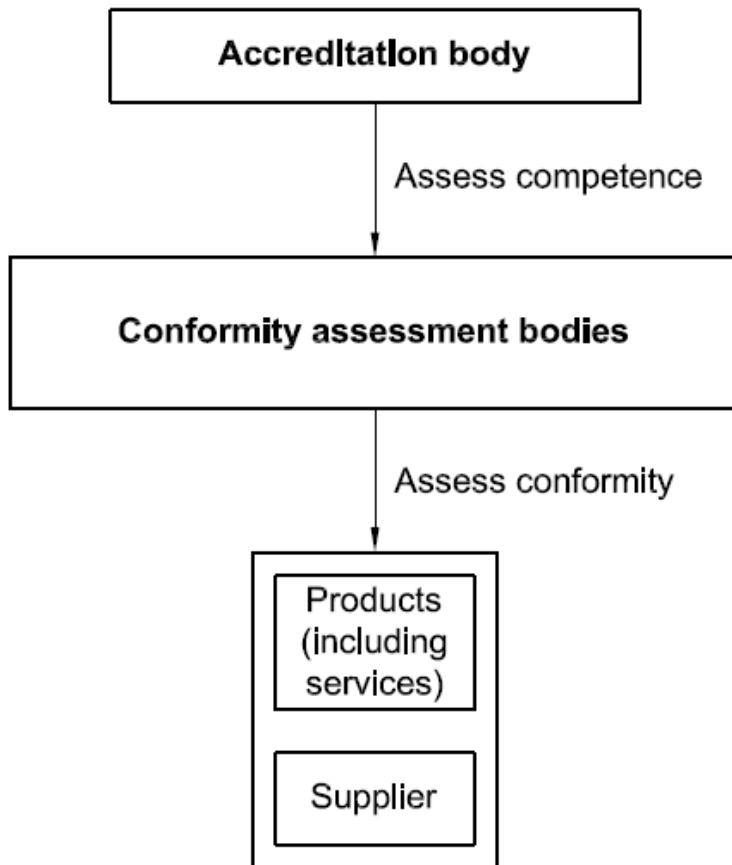 Accreditation body
Assess competence
Conformity assessment bodies
Assess conformity
Products
(including
services)
Supplier